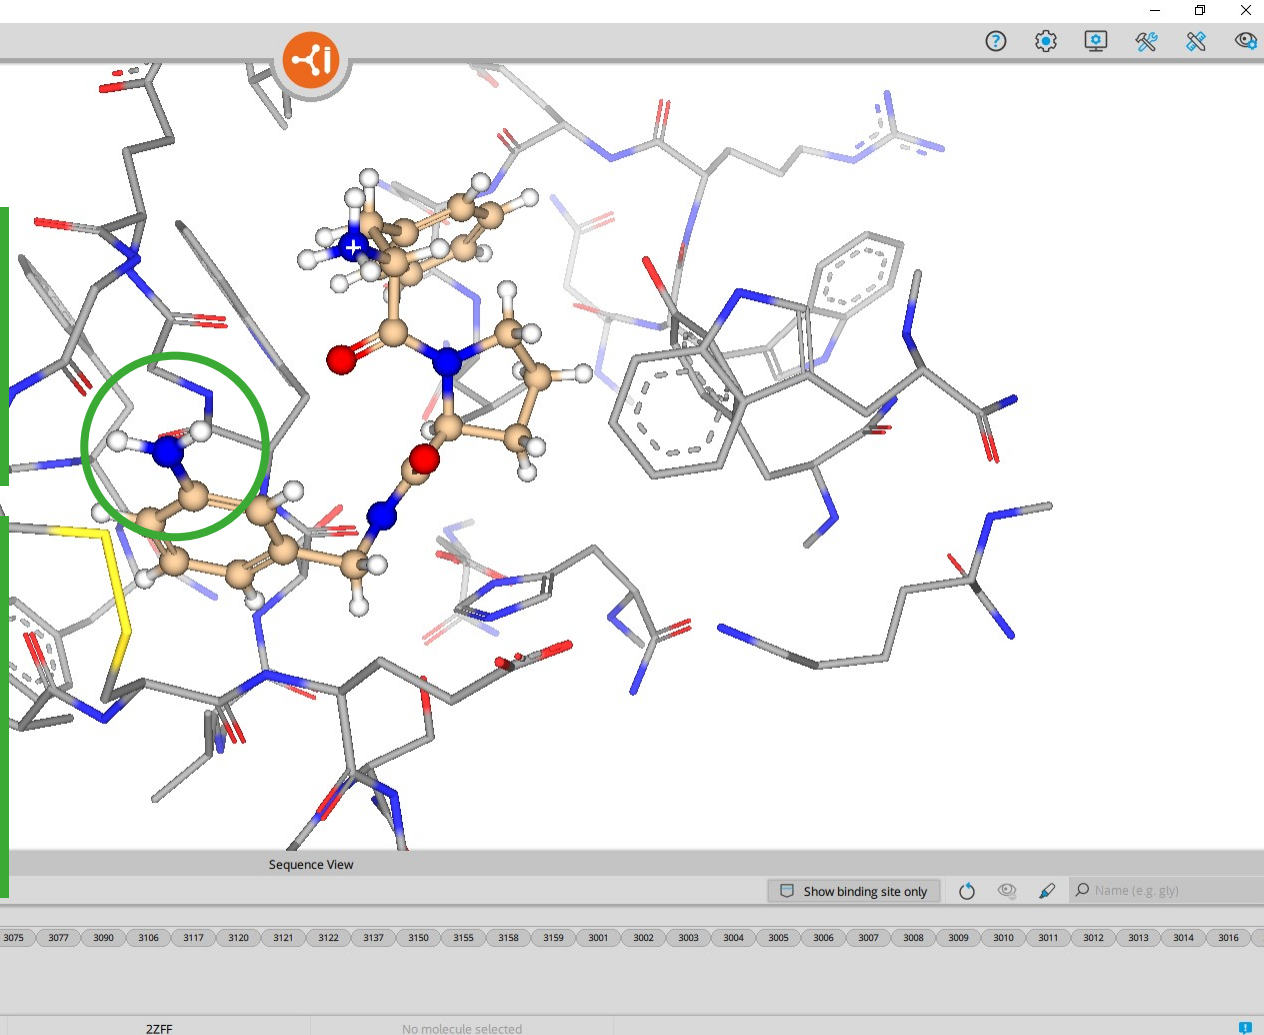 Sequence View
Show binding site only
Name (e.g. gly)
3075 3077 3090 3106 3117 3120 3121 3122 3137 3150 3155 3158 3159 3001 3002 3003 3004 3005 3006 3007 3008 3009 3010 3011 3012 3013 3014 3016
2ZFF
No molecule selected